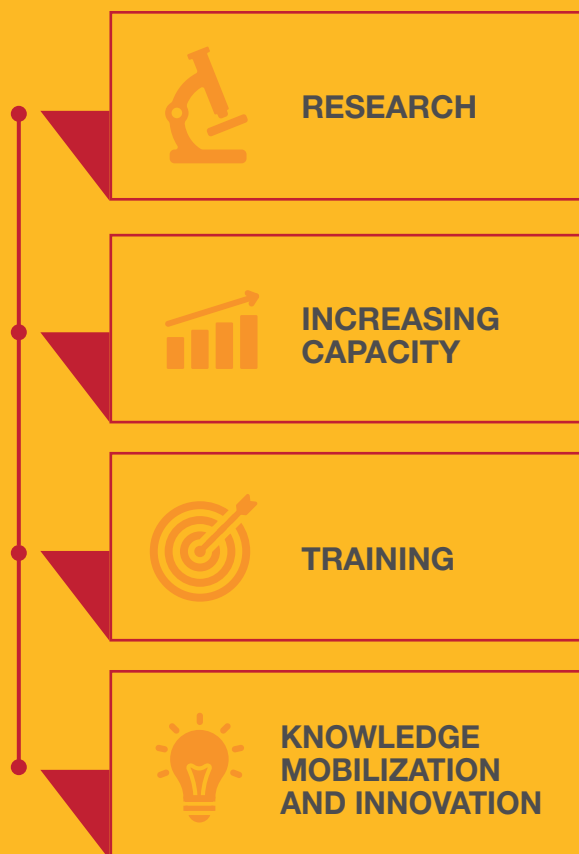 RESEARCH
INCREASING
CAPACITY
TRAINING
KNOWLEDGE
MOBILIZATION
AND INNOVATION